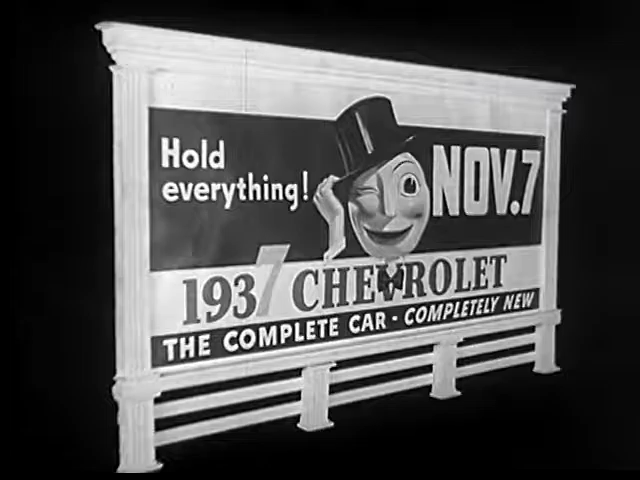 Hold
everything!
NOV.7
1937 CHEVROLET
THE COMPLETE CAR · COMPLETELY NEW